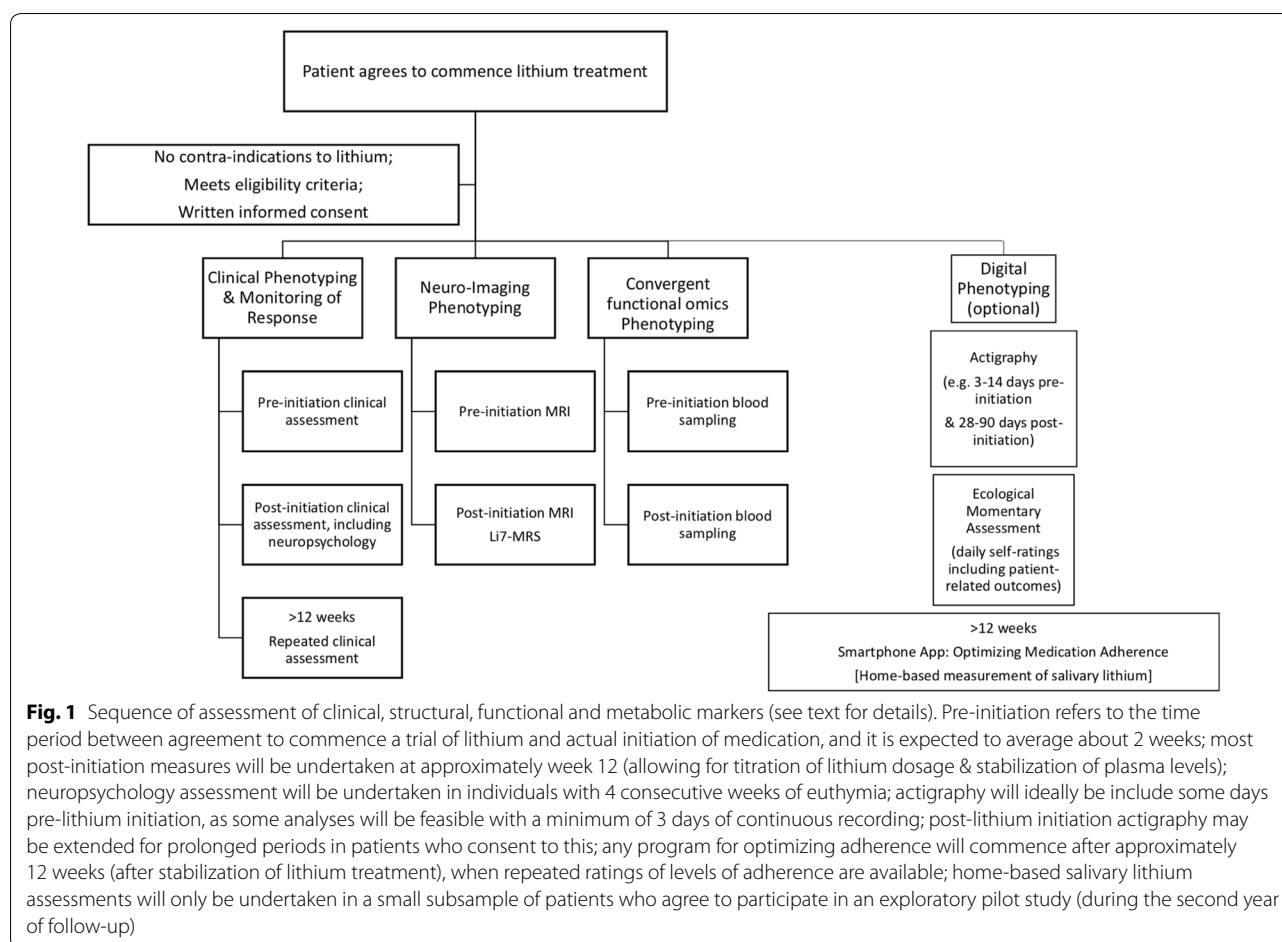 Patient agrees to commence lithium treatment
No contra-indications to lithium;
Meets eligibility criteria;
Written informed consent
Clinical Phenotyping
& Monitoring of
Response
Neuro-Imaging
Phenotyping
Convergent
functional omics
Phenotyping
Digital
Phenotyping
(optional)
Pre-initiation clinical
assessment
Pre-initiation MRI
Pre-initiation blood
sampling
Actigraphy
(e.g. 3-14 days pre-
initiation
& 28-90 days post-
initiation)
Post-initiation clinical
assessment, including
neuropsychology
Post-initiation MRI
Li7-MRS
Post-initiation blood
sampling
Ecological
Momentary
Assessment
(daily self-ratings
including patient-
related outcomes)
>12 weeks
Repeated clinical
assessment
>12 weeks
Smartphone App: Optimizing Medication Adherence
[Home-based measurement of salivary lithium]
Fig. 1 Sequence of assessment of clinical, structural, functional and metabolic markers (see text for details). Pre-initiation refers to the time
period between agreement to commence a trial of lithium and actual initiation of medication, and it is expected to average about 2 weeks; most
post-initiation measures will be undertaken at approximately week 12 (allowing for titration of lithium dosage & stabilization of plasma levels);
neuropsychology assessment will be undertaken in individuals with 4 consecutive weeks of euthymia; actigraphy will ideally be include some days
pre-lithium initiation, as some analyses will be feasible with a minimum of 3 days of continuous recording; post-lithium initiation actigraphy may
be extended for prolonged periods in patients who consent to this; any program for optimizing adherence will commence after approximately
12 weeks (after stabilization of lithium treatment), when repeated ratings of levels of adherence are available; home-based salivary lithium
assessments will only be undertaken in a small subsample of patients who agree to participate in an exploratory pilot study (during the second year
of follow-up)